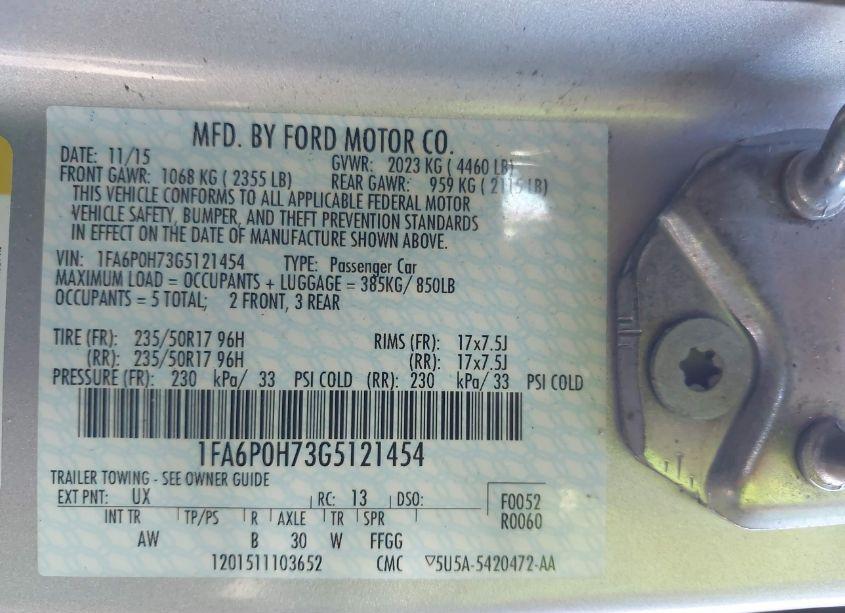 MFD. BY FORD MOTOR CO.
DATE: 11/15 GVWR: 2023 KG ( 4460 LB)
FRONT GAWR: 1068 KG ( 2355 LB) REAR GAWR: 959 KG ( 2115 LB)
THIS VEHICLE CONFORMS TO ALL APPLICABLE FEDERAL MOTOR
VEHICLE SAFETY, BUMPER, AND THEFT PREVENTION STANDARDS
IN EFFECT ON THE DATE OF MANUFACTURE SHOWN ABOVE.
VIN: 1FA6P0H73G5121454 TYPE: Passenger Car
MAXIMUM LOAD = OCCUPANTS + LUGGAGE = 385KG/ 850LB
OCCUPANTS = 5 TOTAL; 2 FRONT, 3 REAR
TIRE (FR): 235/50R17 96H RIMS (FR): 17x7.5J
(RR): 235/50R17 96H (RR): 17x7.5J
PRESSURE (FR): 230 kPa/ 33 PSI COLD (RR): 230 kPa/ 33 PSI COLD
1FA6P0H73G5121454
TRAILER TOWING - SEE OWNER GUIDE
EXT PNT: UX RC: 13 DSO: F0052
R0060
INT TR TP/PS R AXLE TR SPR
AW B 30 W FFGG
1201511103652 CMC ▽5U5A-5420472-AA